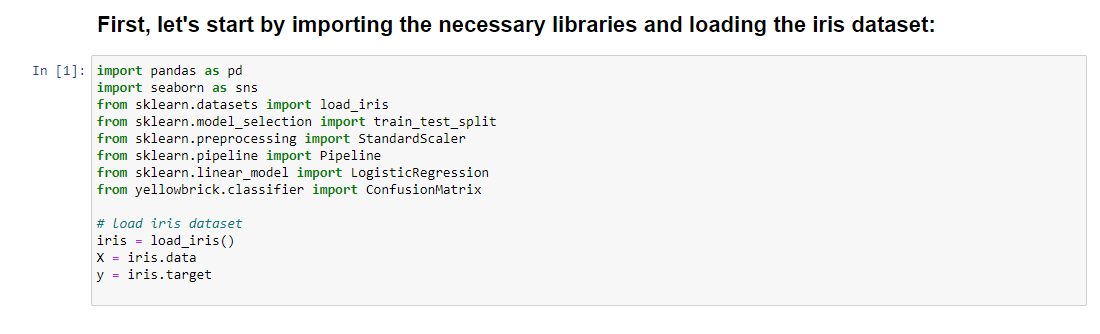 First, let's start by importing the necessary libraries and loading the iris dataset:
In [1]: import pandas as pd
import seaborn as sns
from sklearn.datasets import load_iris
from sklearn.model_selection import train_test_split
from sklearn.preprocessing import StandardScaler
from sklearn.pipeline import Pipeline
from sklearn.linear_model import LogisticRegression
from yellowbrick.classifier import ConfusionMatrix
# load iris dataset
iris = load_iris()
X = iris.data
y = iris.target